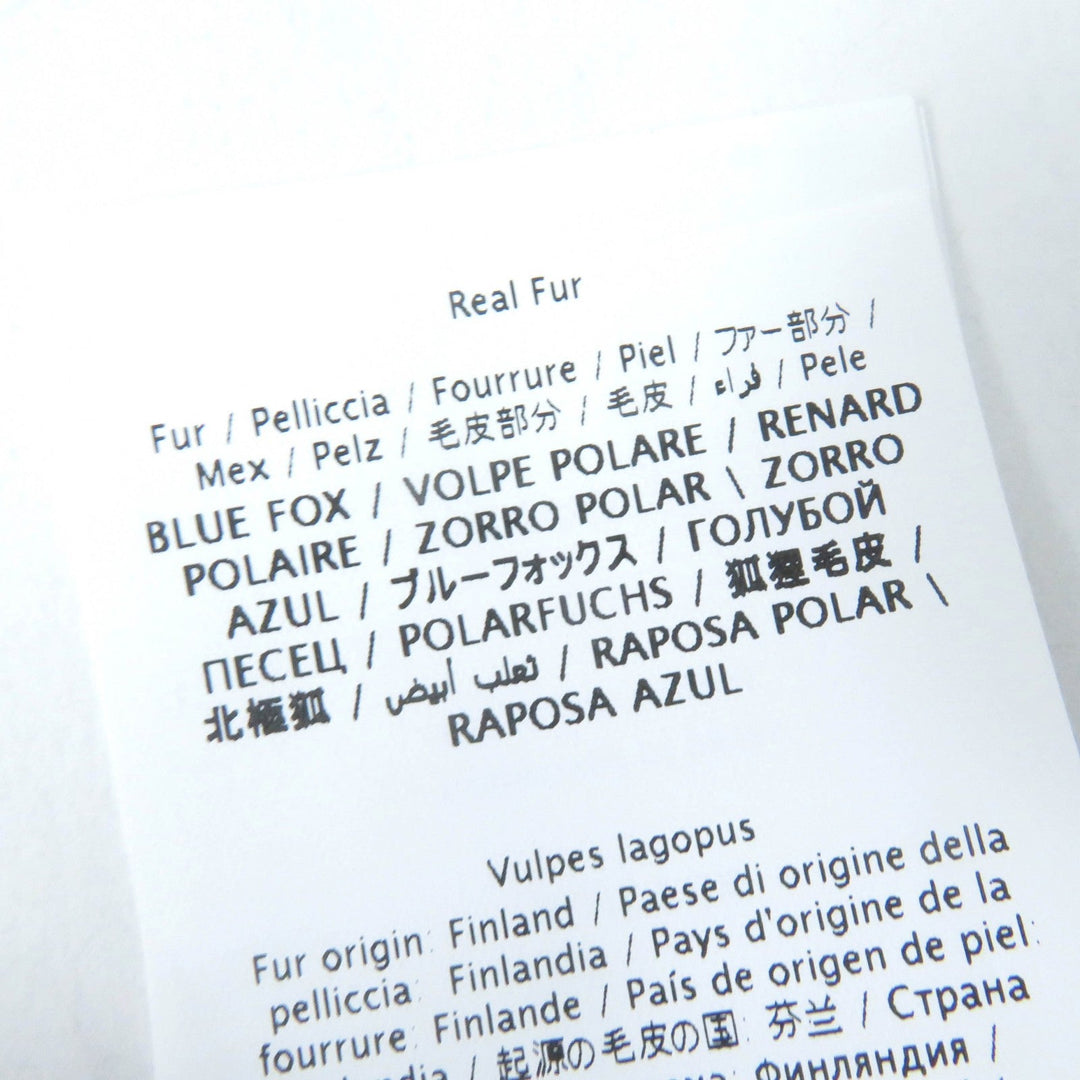 Real Fur
Fur / Pelliccia / Fourrure / Piel / ファー部分 /
Mex / Pelz / 毛皮部分 / 毛皮 / فراء / Pele
BLUE FOX / VOLPE POLARE / RENARD
POLAIRE / ZORRO POLAR \ ZORRO
AZUL / ブルーフォックス / ГОЛУБОЙ
ПЕСЕЦ / POLARFUCHS / 狐狸毛皮 /
北極狐 / ثعلب أبيض / RAPOSA POLAR \
RAPOSA AZUL
Vulpes lagopus
Fur origin: Finland / Paese di origine della
pelliccia: Finlandia / Pays d'origine de la
fourrure: Finlande / País de origen de piel:
/ 起源の毛皮の国: 芬兰 / Страна
Финляндия /